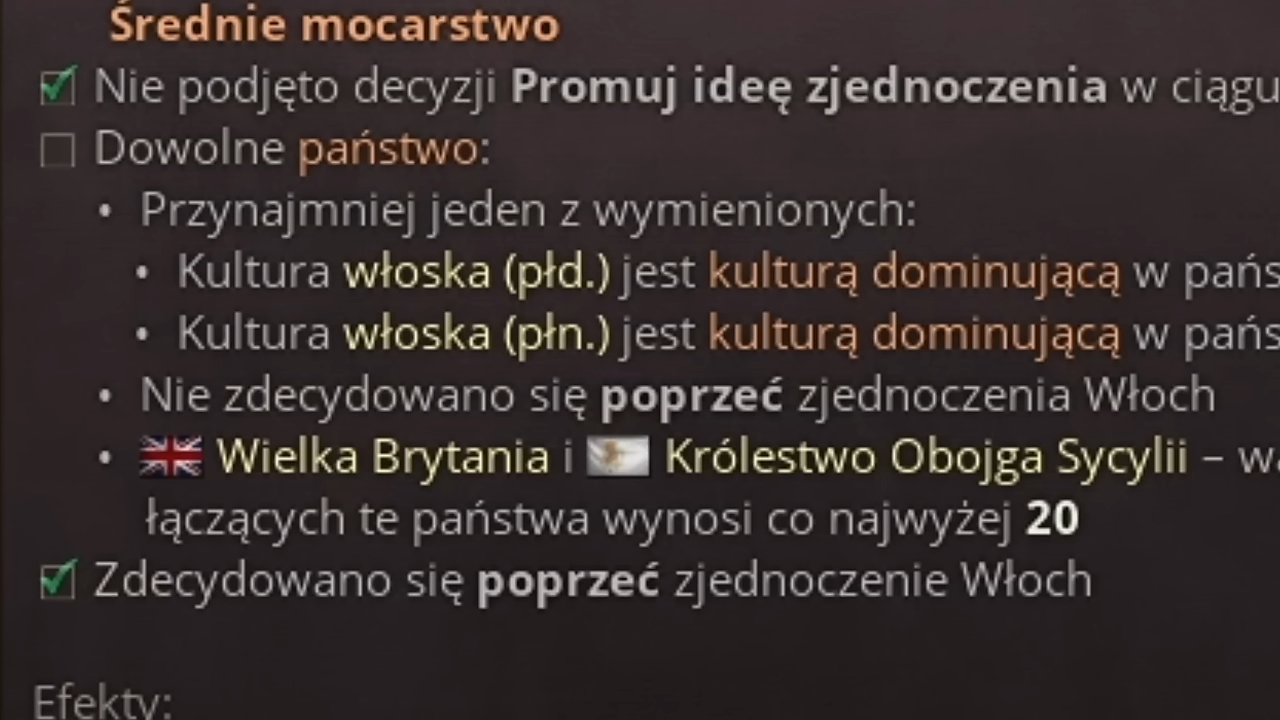 Średnie mocarstwo
Nie podjęto decyzji Promuj ideę zjednoczenia w ciągu
Dowolne państwo:
• Przynajmniej jeden z wymienionych:
• Kultura włoska (płd.) jest kulturą dominującą w
• Kultura włoska (płn.) jest kulturą dominującą w
• Nie zdecydowano się poprzeć zjednoczenia Włoch
• Wielka Brytania i Królestwo Obojga Sycylii –
łączących te państwa wynosi co najwyżej 20
Zdecydowano się poprzeć zjednoczenie Włoch
Efekty: